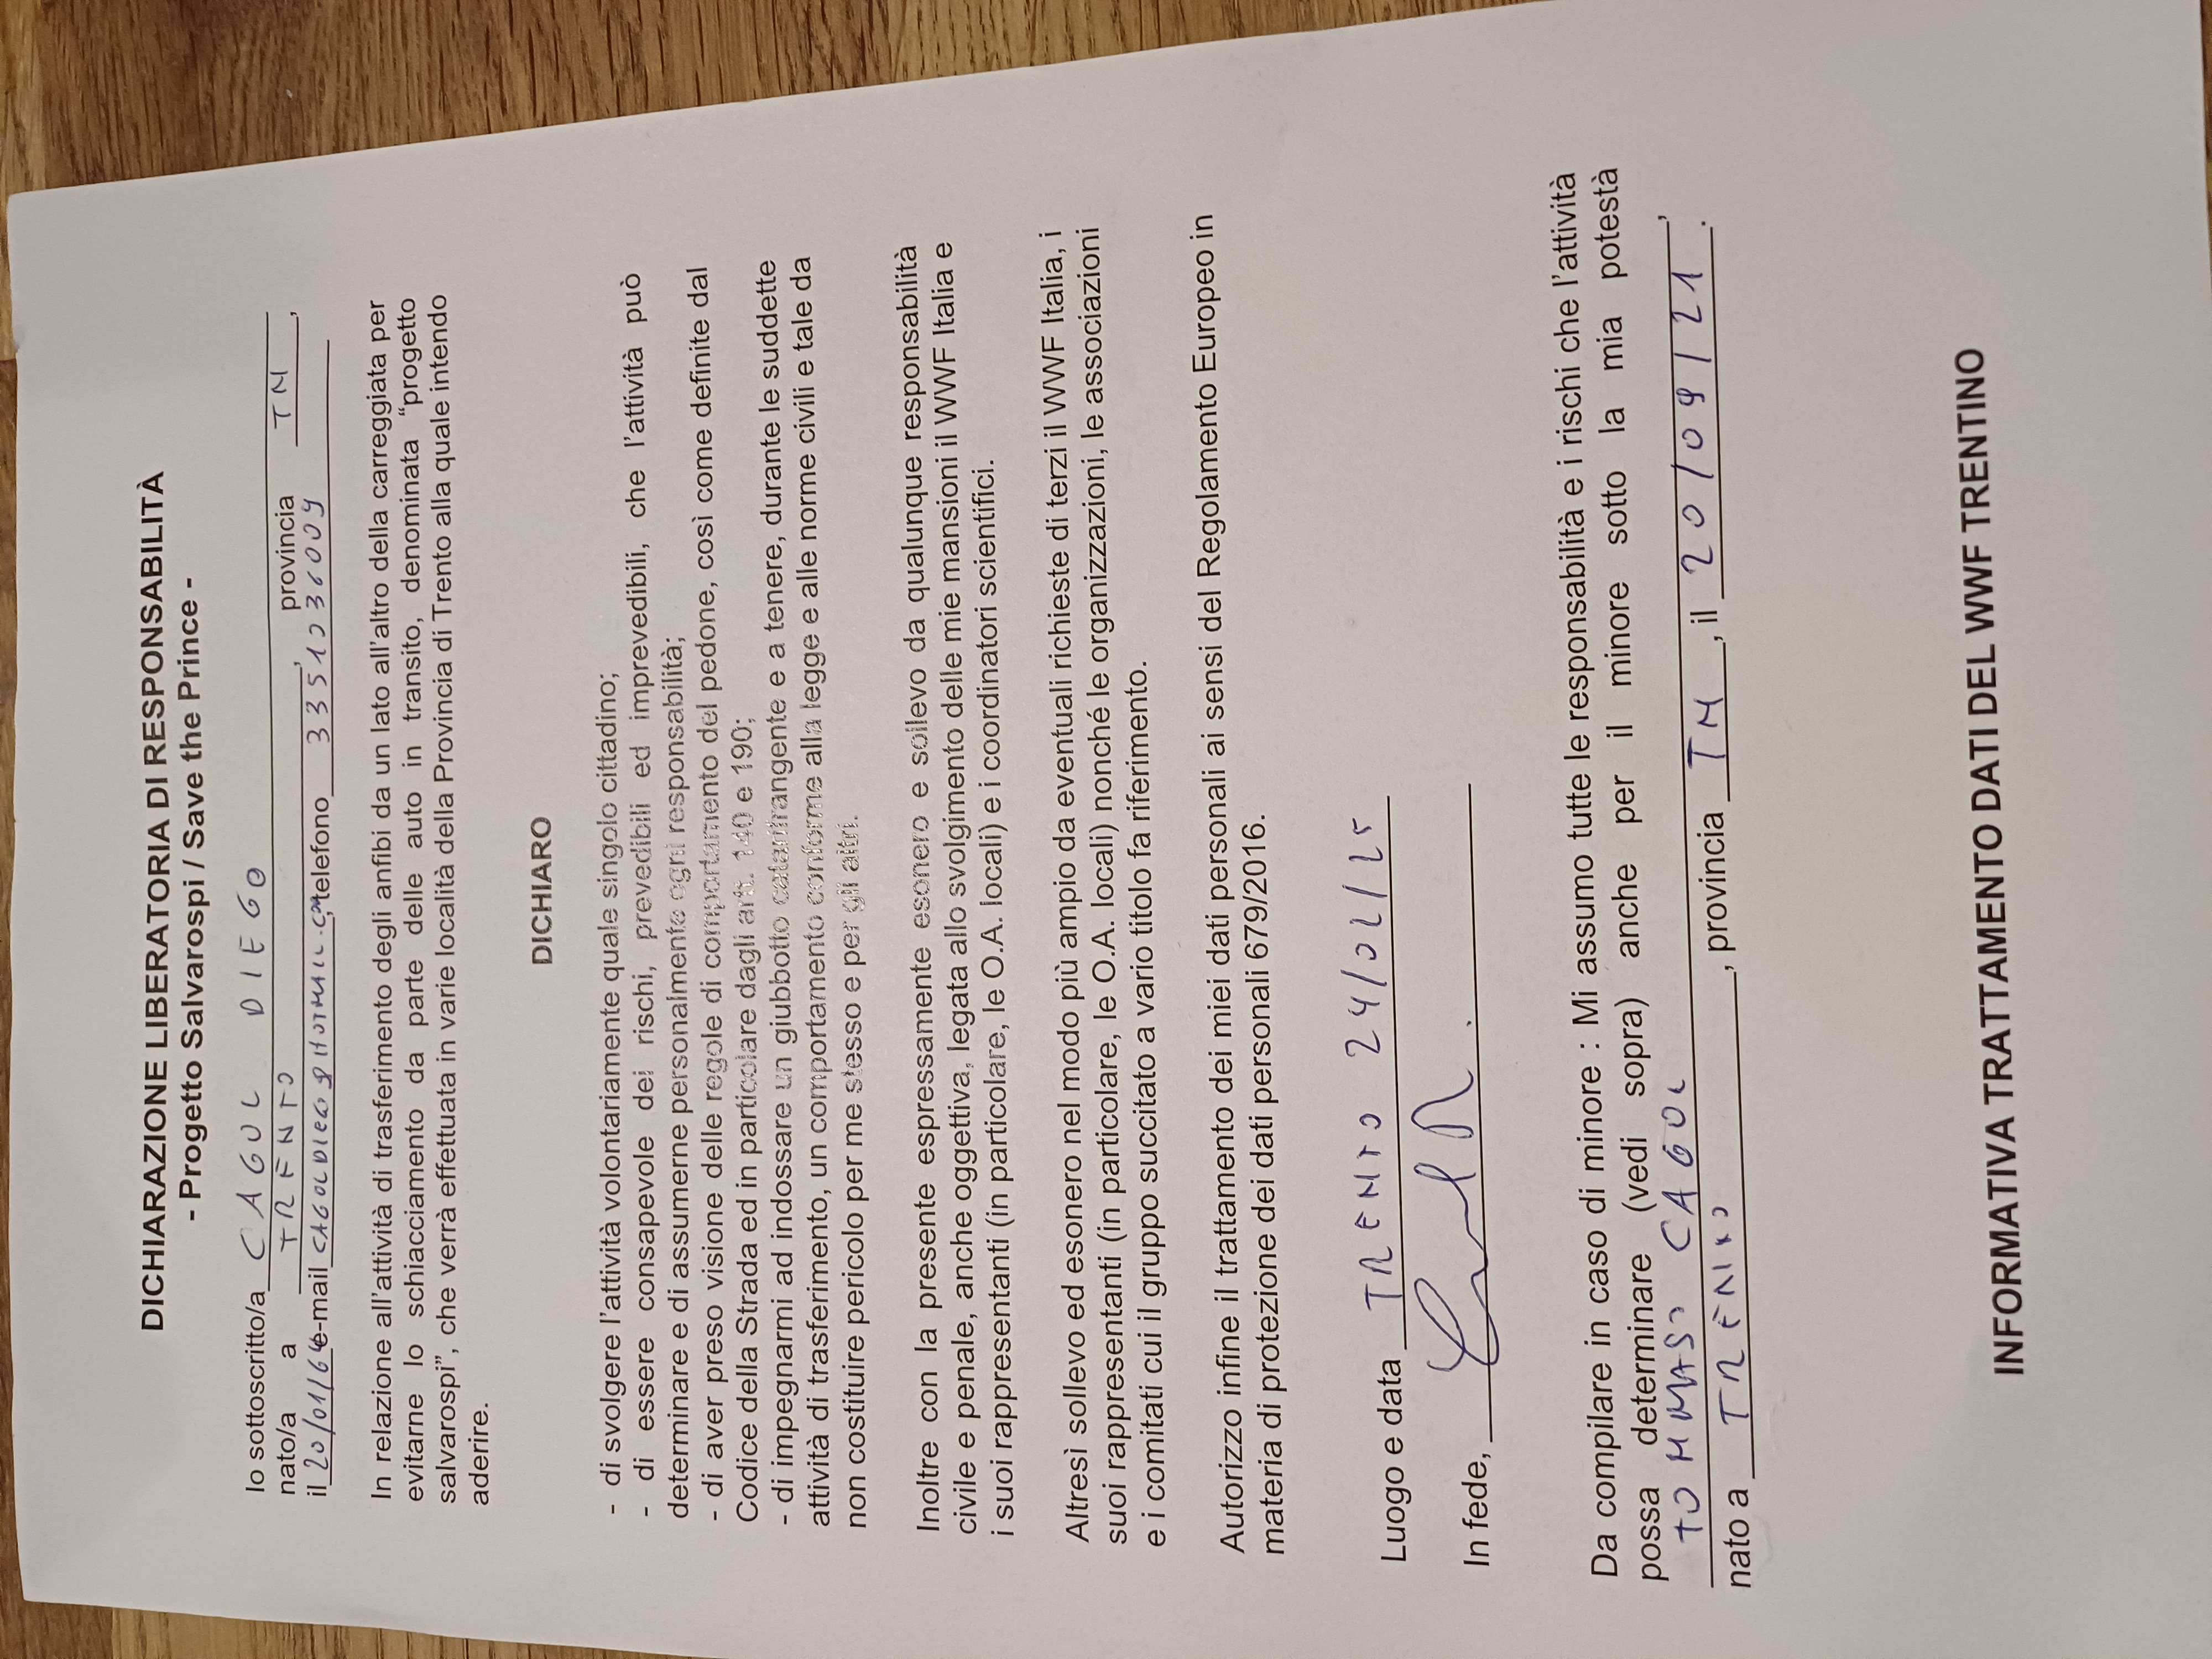 DICHIARAZIONE LIBERATORIA DI RESPONSABILITÀ
- Progetto Salvarospi / Save the Prince -
Io sottoscritto/a CAGOL DIEGO
nato/a a TRENTO, provincia TN,
il 20/01/64 e-mail CAGOLDIEGO@HOTMAIL.COM, telefono 3351036009
In relazione all'attività di trasferimento degli anfibi da un lato all'altro della carreggiata per
evitarne lo schiacciamento da parte delle auto in transito, denominata “progetto
salvarospi”, che verrà effettuata in varie località della Provincia di Trento alla quale intendo
aderire.
DICHIARO
- di svolgere l'attività volontariamente quale singolo cittadino;
- di essere consapevole dei rischi, prevedibili ed imprevedibili, che l'attività può
determinare e di assumerne personalmente ogni responsabilità;
- di aver preso visione delle regole di comportamento del pedone, così come definite dal
Codice della Strada ed in particolare dagli artt. 140 e 190;
- di impegnarmi ad indossare un giubbotto catarifrangente e a tenere, durante le suddette
attività di trasferimento, un comportamento conforme alla legge e alle norme civili e tale da
non costituire pericolo per me stesso e per gli altri.
Inoltre con la presente espressamente esonero e sollevo da qualunque responsabilità
civile e penale, anche oggettiva, legata allo svolgimento delle mie mansioni il WWF Italia e
i suoi rappresentanti (in particolare, le O.A. locali) e i coordinatori scientifici.
Altresì sollevo ed esonero nel modo più ampio da eventuali richieste di terzi il WWF Italia, i
suoi rappresentanti (in particolare, le O.A. locali) nonché le organizzazioni, le associazioni
e i comitati cui il gruppo succitato a vario titolo fa riferimento.
Autorizzo infine il trattamento dei miei dati personali ai sensi del Regolamento Europeo in
materia di protezione dei dati personali 679/2016.
Luogo e data TRENTO 24/02/25
In fede,
Da compilare in caso di minore : Mi assumo tutte le responsabilità e i rischi che l'attività
possa determinare (vedi sopra) anche per il minore sotto la mia potestà
TOMMASO CAGOL,
nato a TRENTO, provincia TN, il 20/09/21.
INFORMATIVA TRATTAMENTO DATI DEL WWF TRENTINO